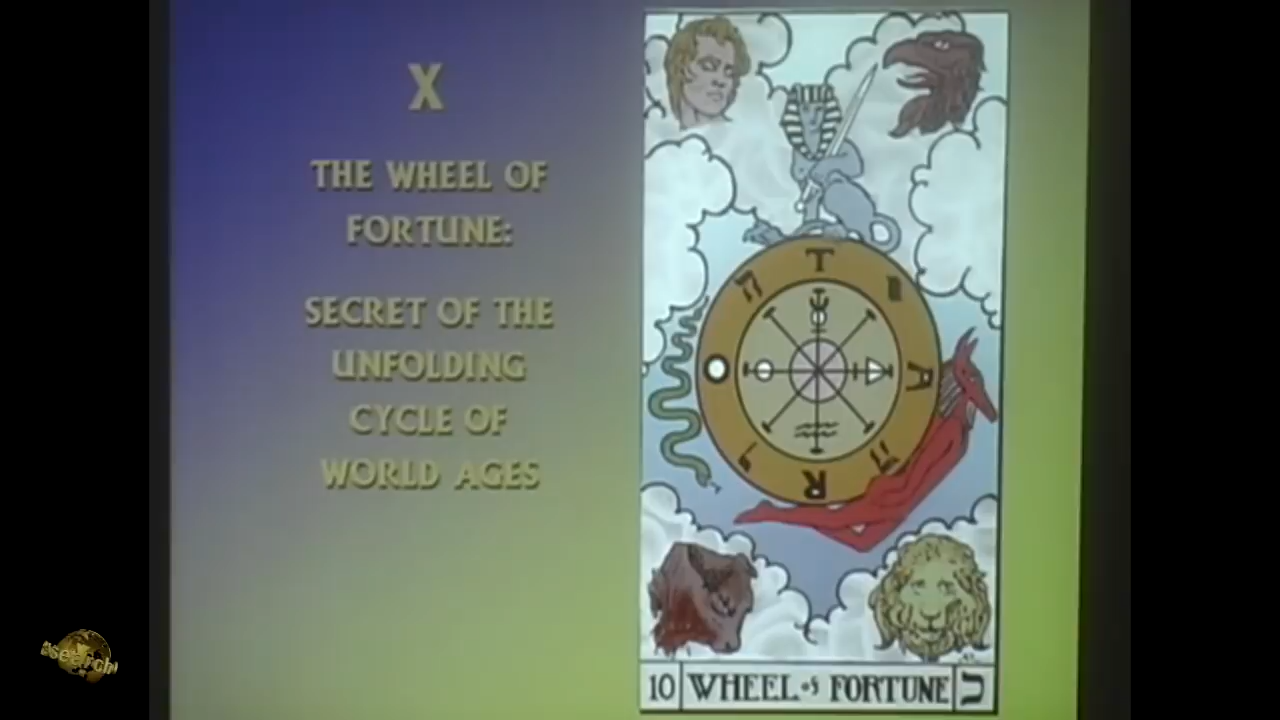 X
THE WHEEL OF
FORTUNE:
SECRET OF THE
UNFOLDING
CYCLE OF
WORLD AGES
T
ה ו
O A
י ה
R
10 WHEEL of FORTUNE כ